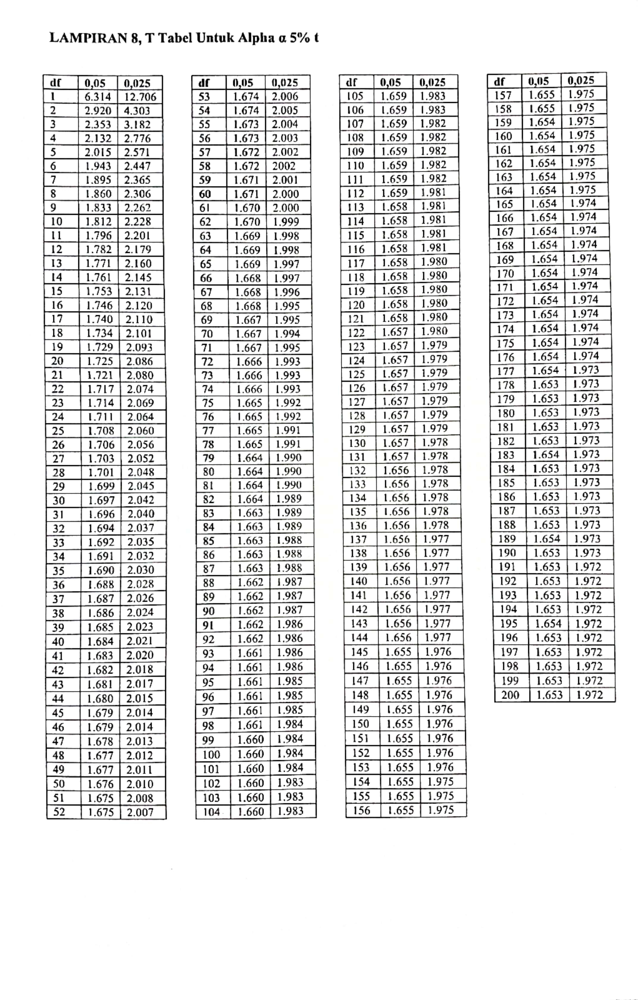 LAMPIRAN 8, T Tabel Untuk Alpha α 5% t
df 0,05 0,025
1 6.314 12.706
2 2.920 4.303
3 2.353 3.182
4 2.132 2.776
5 2.015 2.571
6 1.943 2.447
7 1.895 2.365
8 1.860 2.306
9 1.833 2.262
10 1.812 2.228
11 1.796 2.201
12 1.782 2.179
13 1.771 2.160
14 1.761 2.145
15 1.753 2.131
16 1.746 2.120
17 1.740 2.110
18 1.734 2.101
19 1.729 2.093
20 1.725 2.086
21 1.721 2.080
22 1.717 2.074
23 1.714 2.069
24 1.711 2.064
25 1.708 2.060
26 1.706 2.056
27 1.703 2.052
28 1.701 2.048
29 1.699 2.045
30 1.697 2.042
31 1.696 2.040
32 1.694 2.037
33 1.692 2.035
34 1.691 2.032
35 1.690 2.030
36 1.688 2.028
37 1.687 2.026
38 1.686 2.024
39 1.685 2.023
40 1.684 2.021
41 1.683 2.020
42 1.682 2.018
43 1.681 2.017
44 1.680 2.015
45 1.679 2.014
46 1.679 2.014
47 1.678 2.013
48 1.677 2.012
49 1.677 2.011
50 1.676 2.010
51 1.675 2.008
52 1.675 2.007
df 0,05 0,025
53 1.674 2.006
54 1.674 2.005
55 1.673 2.004
56 1.673 2.003
57 1.672 2.002
58 1.672 2002
59 1.671 2.001
60 1.671 2.000
61 1.670 2.000
62 1.670 1.999
63 1.669 1.998
64 1.669 1.998
65 1.669 1.997
66 1.668 1.997
67 1.668 1.996
68 1.668 1.995
69 1.667 1.995
70 1.667 1.994
71 1.667 1.995
72 1.666 1.993
73 1.666 1.993
74 1.666 1.993
75 1.665 1.992
76 1.665 1.992
77 1.665 1.991
78 1.665 1.991
79 1.664 1.990
80 1.664 1.990
81 1.664 1.990
82 1.664 1.989
83 1.663 1.989
84 1.663 1.989
85 1.663 1.988
86 1.663 1.988
87 1.663 1.988
88 1.662 1.987
89 1.662 1.987
90 1.662 1.987
91 1.662 1.986
92 1.662 1.986
93 1.661 1.986
94 1.661 1.986
95 1.661 1.985
96 1.661 1.985
97 1.661 1.985
98 1.661 1.984
99 1.660 1.984
100 1.660 1.984
101 1.660 1.984
102 1.660 1.983
103 1.660 1.983
104 1.660 1.983
df 0,05 0,025
105 1.659 1.983
106 1.659 1.983
107 1.659 1.982
108 1.659 1.982
109 1.659 1.982
110 1.659 1.982
111 1.659 1.982
112 1.659 1.981
113 1.658 1.981
114 1.658 1.981
115 1.658 1.981
116 1.658 1.981
117 1.658 1.980
118 1.658 1.980
119 1.658 1.980
120 1.658 1.980
121 1.658 1.980
122 1.657 1.980
123 1.657 1.979
124 1.657 1.979
125 1.657 1.979
126 1.657 1.979
127 1.657 1.979
128 1.657 1.979
129 1.657 1.979
130 1.657 1.978
131 1.657 1.978
132 1.656 1.978
133 1.656 1.978
134 1.656 1.978
135 1.656 1.978
136 1.656 1.978
137 1.656 1.977
138 1.656 1.977
139 1.656 1.977
140 1.656 1.977
141 1.656 1.977
142 1.656 1.977
143 1.656 1.977
144 1.656 1.977
145 1.655 1.976
146 1.655 1.976
147 1.655 1.976
148 1.655 1.976
149 1.655 1.976
150 1.655 1.976
151 1.655 1.976
152 1.655 1.976
153 1.655 1.976
154 1.655 1.975
155 1.655 1.975
156 1.655 1.975
df 0,05 0,025
157 1.655 1.975
158 1.655 1.975
159 1.654 1.975
160 1.654 1.975
161 1.654 1.975
162 1.654 1.975
163 1.654 1.975
164 1.654 1.975
165 1.654 1.974
166 1.654 1.974
167 1.654 1.974
168 1.654 1.974
169 1.654 1.974
170 1.654 1.974
171 1.654 1.974
172 1.654 1.974
173 1.654 1.974
174 1.654 1.974
175 1.654 1.974
176 1.654 1.974
177 1.654 1.973
178 1.653 1.973
179 1.653 1.973
180 1.653 1.973
181 1.653 1.973
182 1.653 1.973
183 1.654 1.973
184 1.653 1.973
185 1.653 1.973
186 1.653 1.973
187 1.653 1.973
188 1.653 1.973
189 1.654 1.973
190 1.653 1.973
191 1.653 1.972
192 1.653 1.972
193 1.653 1.972
194 1.653 1.972
195 1.654 1.972
196 1.653 1.972
197 1.653 1.972
198 1.653 1.972
199 1.653 1.972
200 1.653 1.972